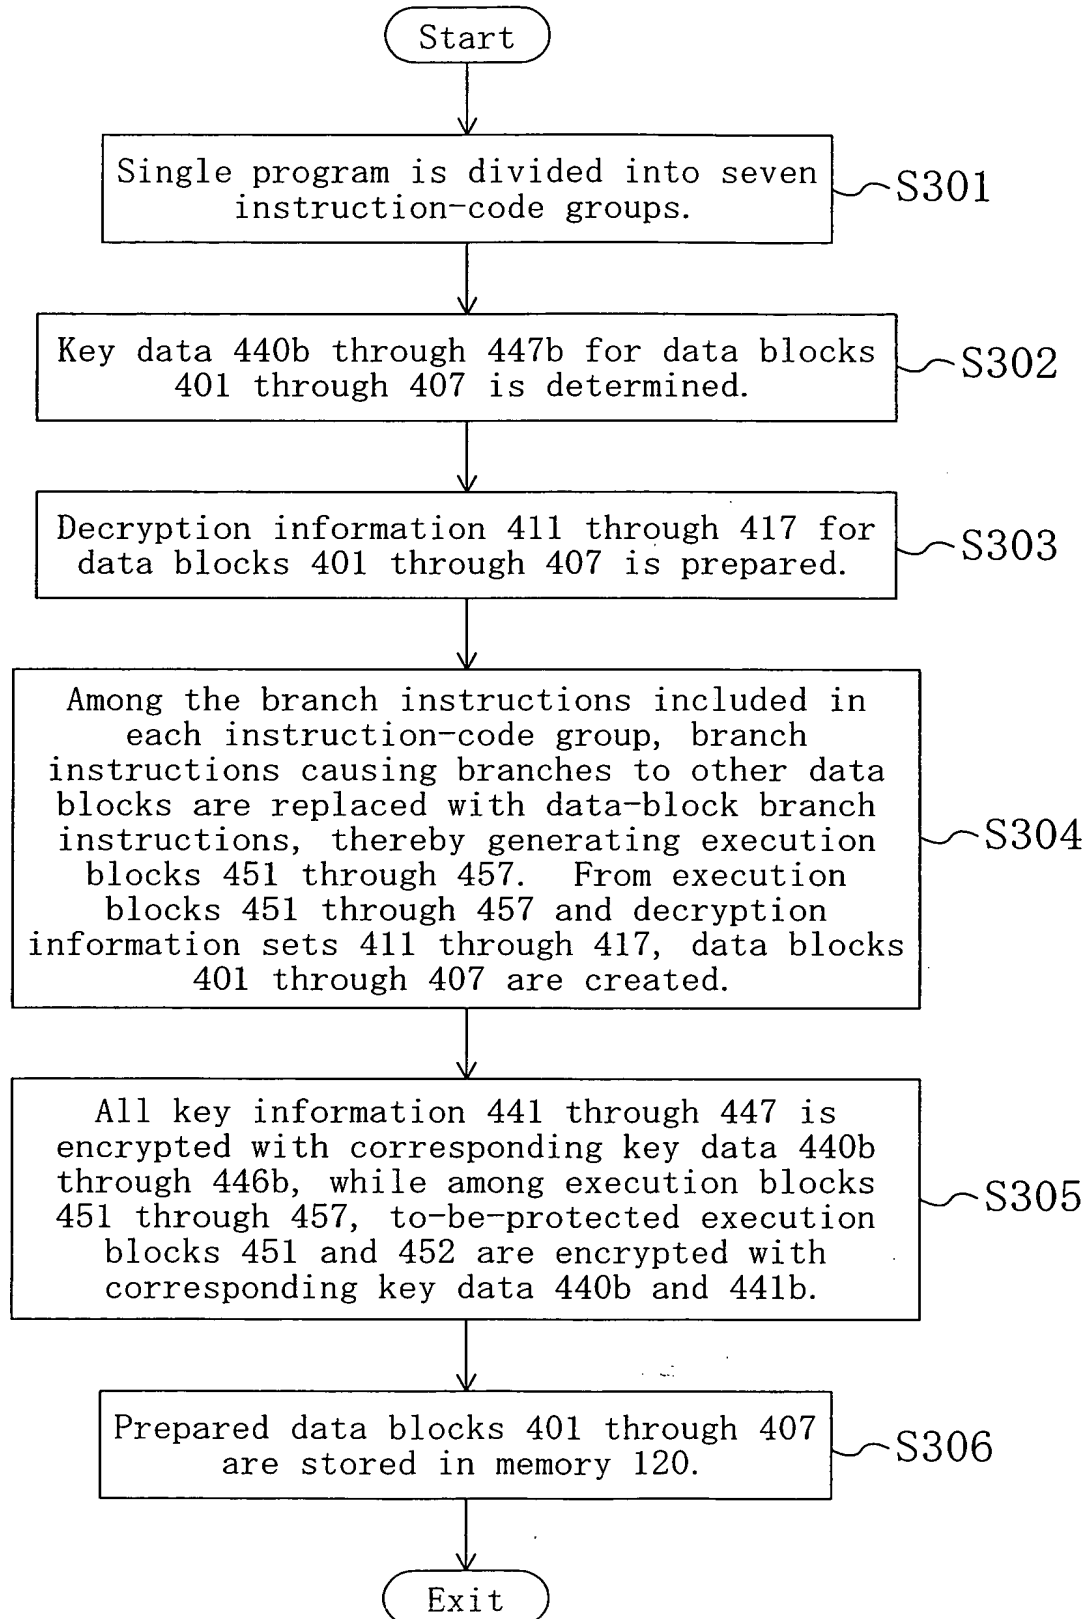 Start
Single program is divided into seven
instruction-code groups.
S301
Key data 440b through 447b for data blocks
401 through 407 is determined.
S302
Decryption information 411 through 417 for
data blocks 401 through 407 is prepared.
S303
Among the branch instructions included in
each instruction-code group, branch
instructions causing branches to other data
blocks are replaced with data-block branch
instructions, thereby generating execution
blocks 451 through 457. From execution
blocks 451 through 457 and decryption
information sets 411 through 417, data blocks
401 through 407 are created.
S304
All key information 441 through 447 is
encrypted with corresponding key data 440b
through 446b, while among execution blocks
451 through 457, to-be-protected execution
blocks 451 and 452 are encrypted with
corresponding key data 440b and 441b.
S305
Prepared data blocks 401 through 407
are stored in memory 120.
S306
Exit